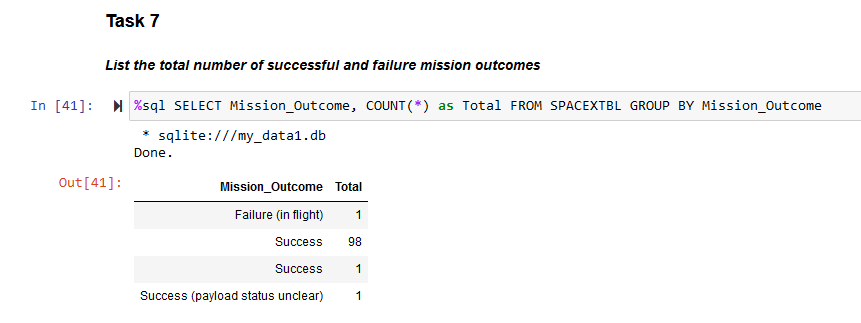 Task 7
List the total number of successful and failure mission outcomes
In [41]: %sql SELECT Mission_Outcome, COUNT(*) as Total FROM SPACEXTBL GROUP BY Mission_Outcome
* sqlite:///my_data1.db
Done.
Out[41]:
Mission_Outcome Total
Failure (in flight) 1
Success 98
Success 1
Success (payload status unclear) 1